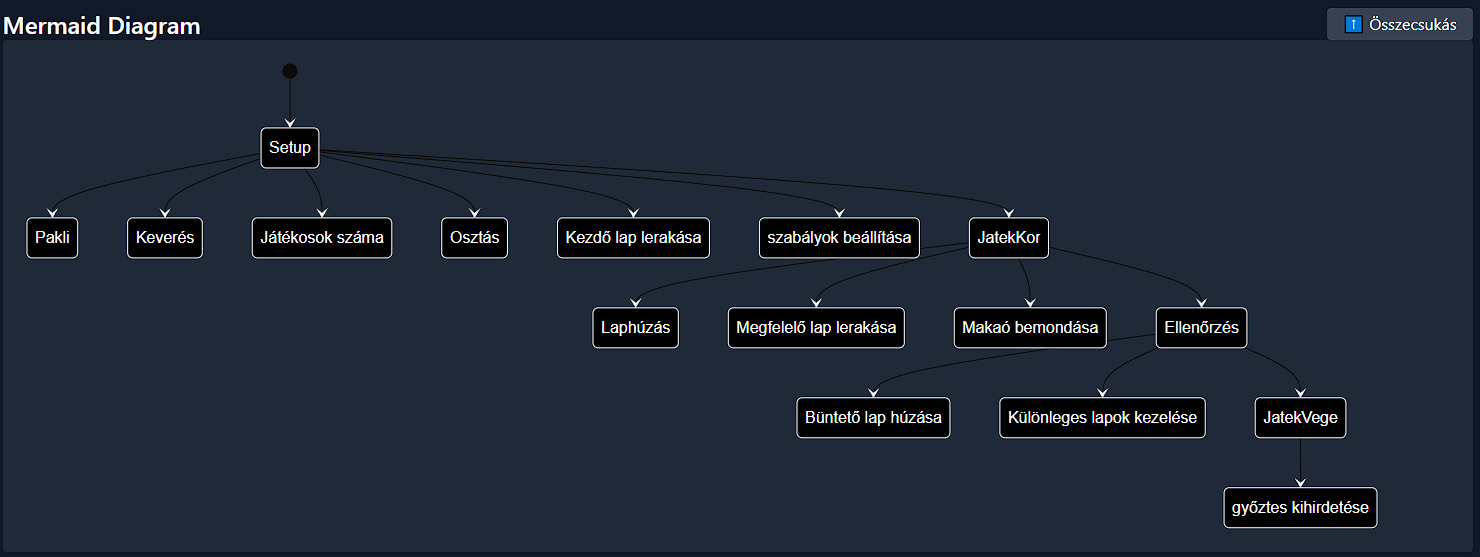 Mermaid Diagram
↑ Összecsukás
Setup
Pakli
Keverés
Játékosok száma
Osztás
Kezdő lap lerakása
szabályok beállítása
JatekKor
Laphúzás
Megfelelő lap lerakása
Makaó bemondása
Ellenőrzés
Büntető lap húzása
Különleges lapok kezelése
JatekVege
győztes kihirdetése